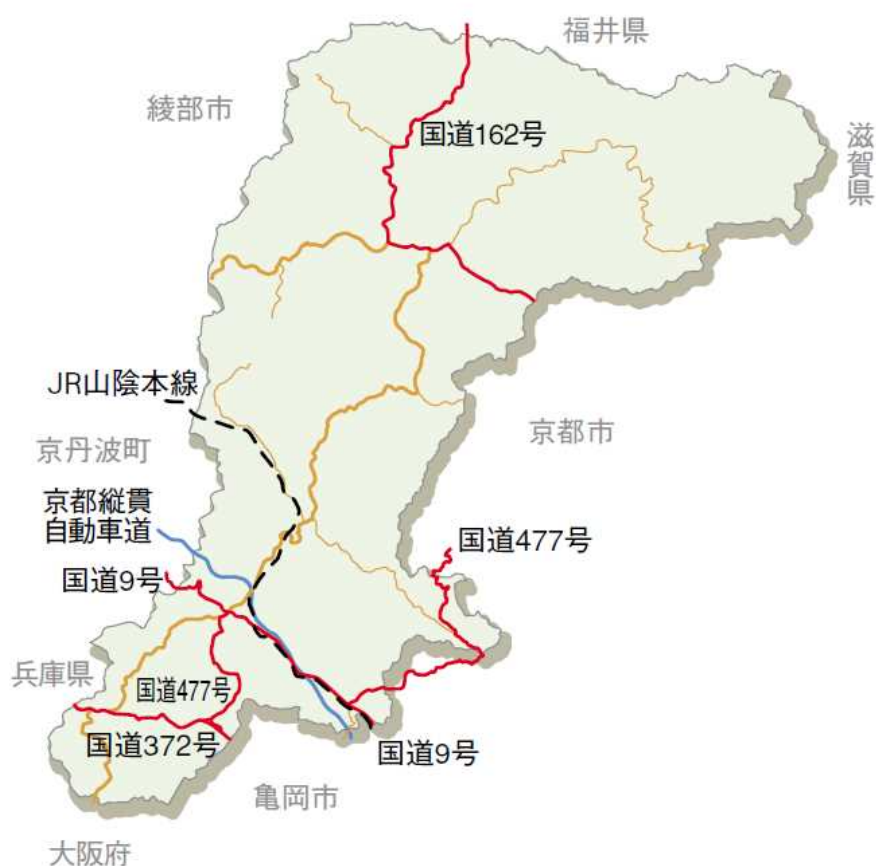 福井県
綾部市
国道162号
滋賀県
JR山陰本線
京都市
京丹波町
京都縦貫
自動車道
国道477号
国道9号
兵庫県
国道477号
国道372号
国道9号
亀岡市
大阪府